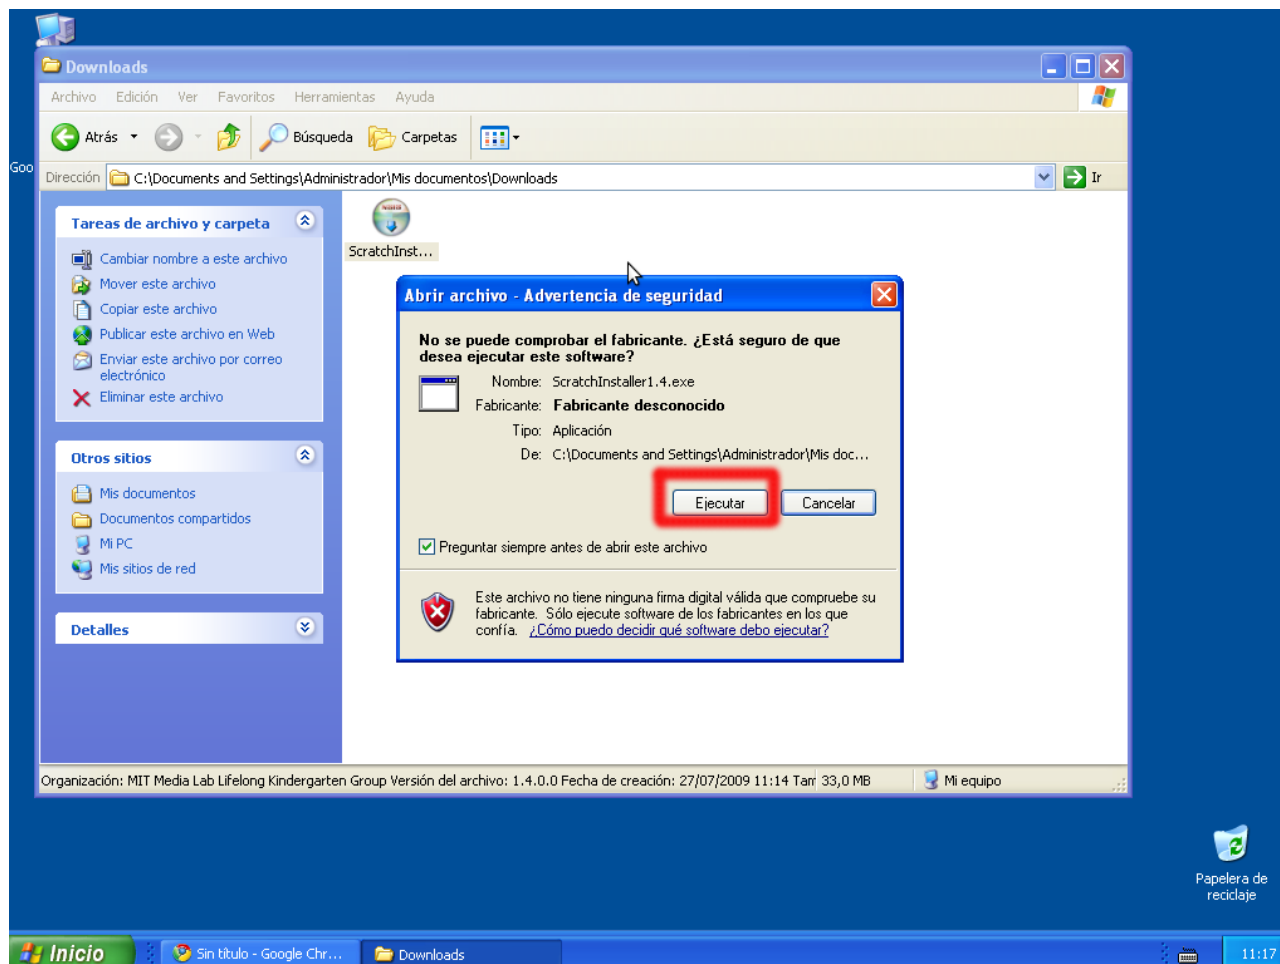 Downloads
Archivo Edición Ver Favoritos Herramientas Ayuda
Atrás Búsqueda Carpetas
Goo
Dirección C:\Documents and Settings\Administrador\Mis documentos\Downloads Ir
Tareas de archivo y carpeta
Cambiar nombre a este archivo
Mover este archivo
Copiar este archivo
Publicar este archivo en Web
Enviar este archivo por correo
electrónico
Eliminar este archivo
Otros sitios
Mis documentos
Documentos compartidos
Mi PC
Mis sitios de red
Detalles
ScratchInst...
Abrir archivo - Advertencia de seguridad
No se puede comprobar el fabricante. ¿Está seguro de que
desea ejecutar este software?
Nombre: ScratchInstaller1.4.exe
Fabricante: Fabricante desconocido
Tipo: Aplicación
De: C:\Documents and Settings\Administrador\Mis doc...
Ejecutar Cancelar
Preguntar siempre antes de abrir este archivo
Este archivo no tiene ninguna firma digital válida que compruebe su
fabricante. Sólo ejecute software de los fabricantes en los que
confía. ¿Cómo puedo decidir qué software debo ejecutar?
Organización: MIT Media Lab Lifelong Kindergarten Group Versión del archivo: 1.4.0.0 Fecha de creación: 27/07/2009 11:14 Tam 33,0 MB Mi equipo
Papelera de
reciclaje
Inicio Sin título - Google Chr... Downloads 11:17